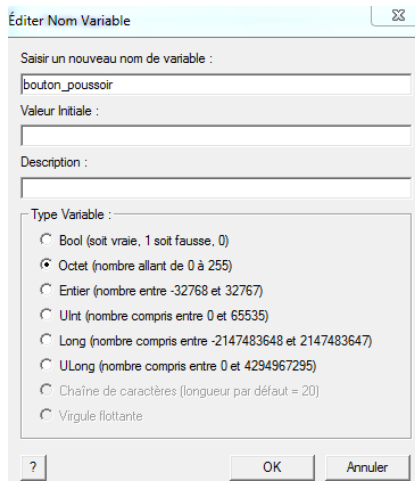 Éditer Nom Variable
Saisir un nouveau nom de variable :
bouton_poussoir
Valeur Initiale :
Description :
Type Variable :
Bool (soit vraie, 1 soit fausse, 0)
Octet (nombre allant de 0 à 255)
Entier (nombre entre -32768 et 32767)
UInt (nombre compris entre 0 et 65535)
Long (nombre compris entre -2147483648 et 2147483647)
ULong (nombre compris entre 0 et 4294967295)
Chaîne de caractères (longueur par défaut = 20)
Virgule flottante
? OK Annuler